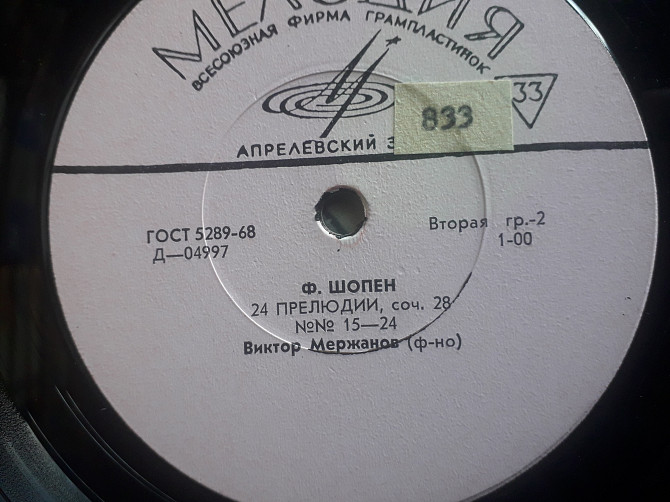 МЕЛОДИЯ
ВСЕСОЮЗНАЯ ФИРМА ГРАМПЛАСТИНОК
33
833
АПРЕЛЕВСКИЙ
ГОСТ 5289-68
Д—04997
Вторая гр.-2
1-00
Ф. ШОПЕН
24 ПРЕЛЮДИИ, соч. 28
№№ 15—24
Виктор Мержанов (ф-но)